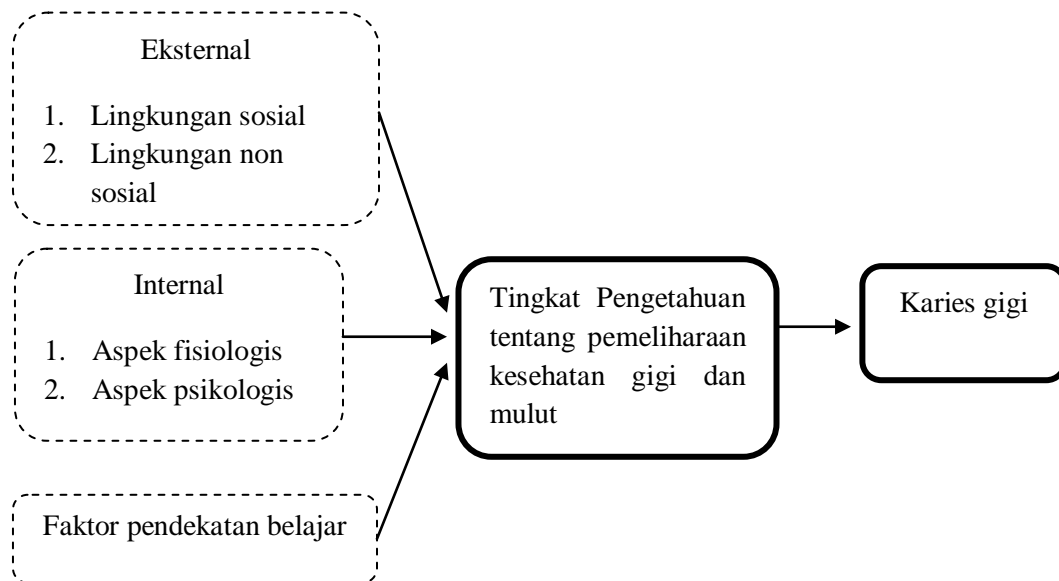 Eksternal
1. Lingkungan sosial
2. Lingkungan non
sosial
Internal
1. Aspek fisiologis
2. Aspek psikologis
Faktor pendekatan belajar
Tingkat Pengetahuan
tentang pemeliharaan
kesehatan gigi dan
mulut
Karies gigi